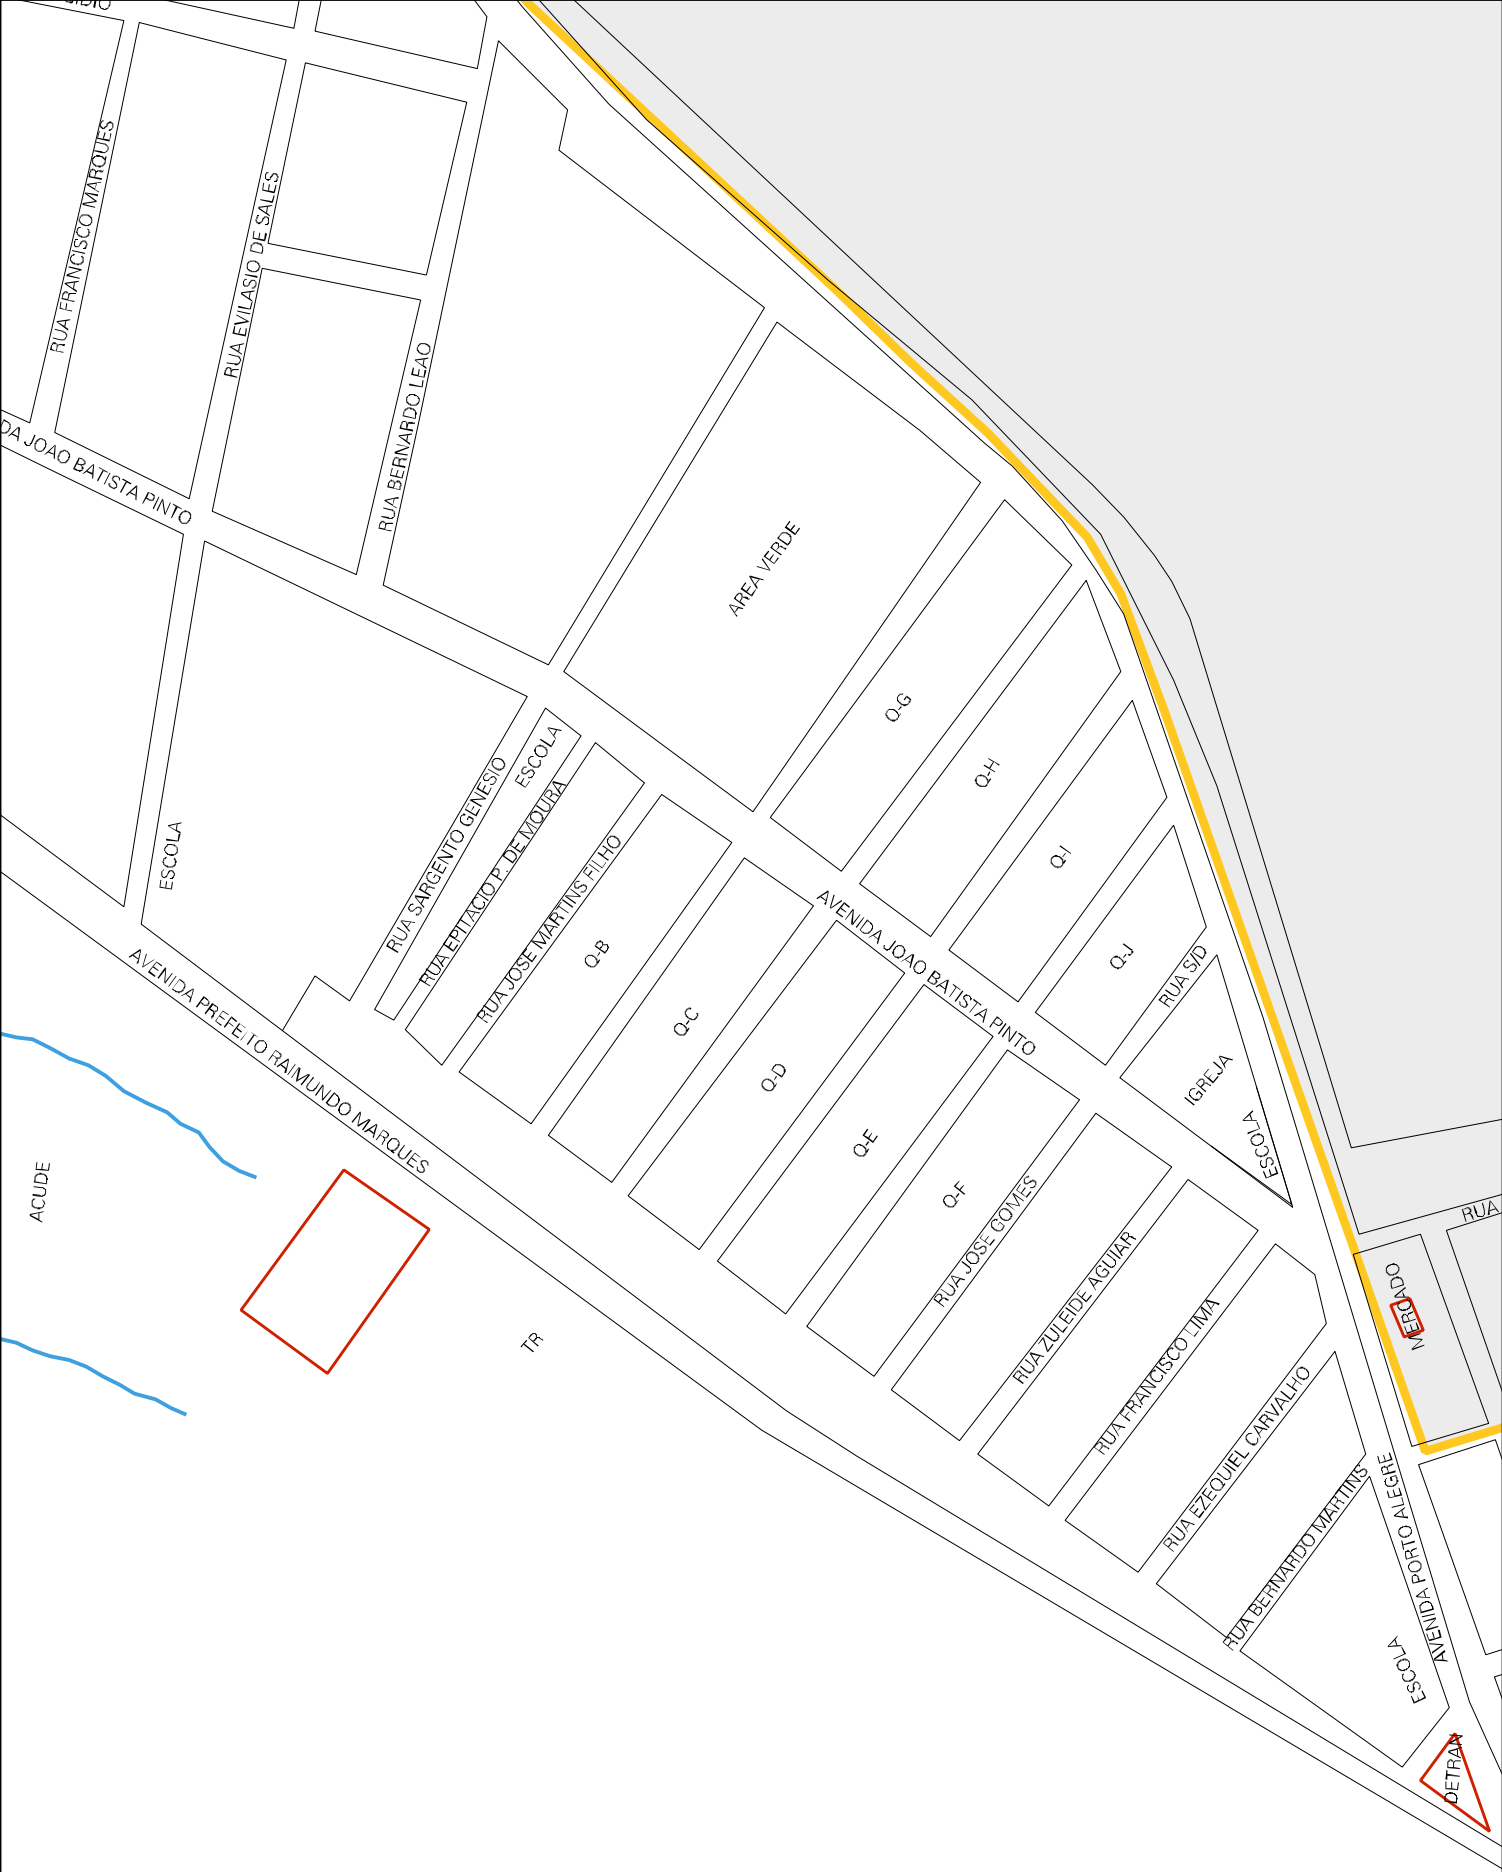 RUA FRANCISCO MARQUES
RUA EVILASIO DE SALES
RUA BERNARDO LEAO
DA JOAO BATISTA PINTO
AREA VERDE
Q-G
Q-H
Q-I
Q-J
ESCOLA
RUA SARGENTO GENESIO
RUA EPITACIO P. DE MOURA
RUA JOSE MARTINS FILHO
ESCOLA
AVENIDA JOAO BATISTA PINTO
RUA S/D
IGREJA
ESCOLA
Q-B
Q-C
Q-D
Q-E
Q-F
AVENIDA PREFEITO RAIMUNDO MARQUES
ACUDE
TR
RUA JOSE GOMES
RUA ZULEIDE AGUIAR
RUA FRANCISCO LIMA
RUA EZEQUIEL CARVALHO
RUA BERNARDO MARTINS
RUA
MERCADO
AVENIDA PORTO ALEGRE
ESCOLA
DETRAN